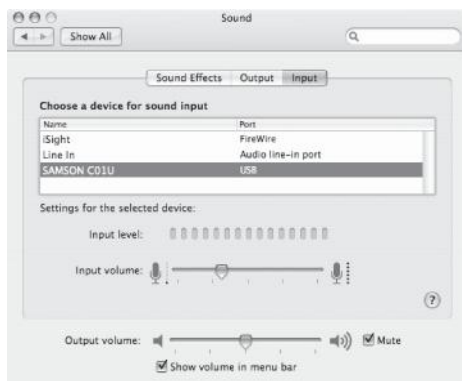 Sound
Show All
Sound Effects Output Input
Choose a device for sound input
Name Port
iSight FireWire
Line In Audio line-in port
SAMSON C01U USB
Settings for the selected device:
Input level:
Input volume:
?
Output volume: Mute
Show volume in menu bar